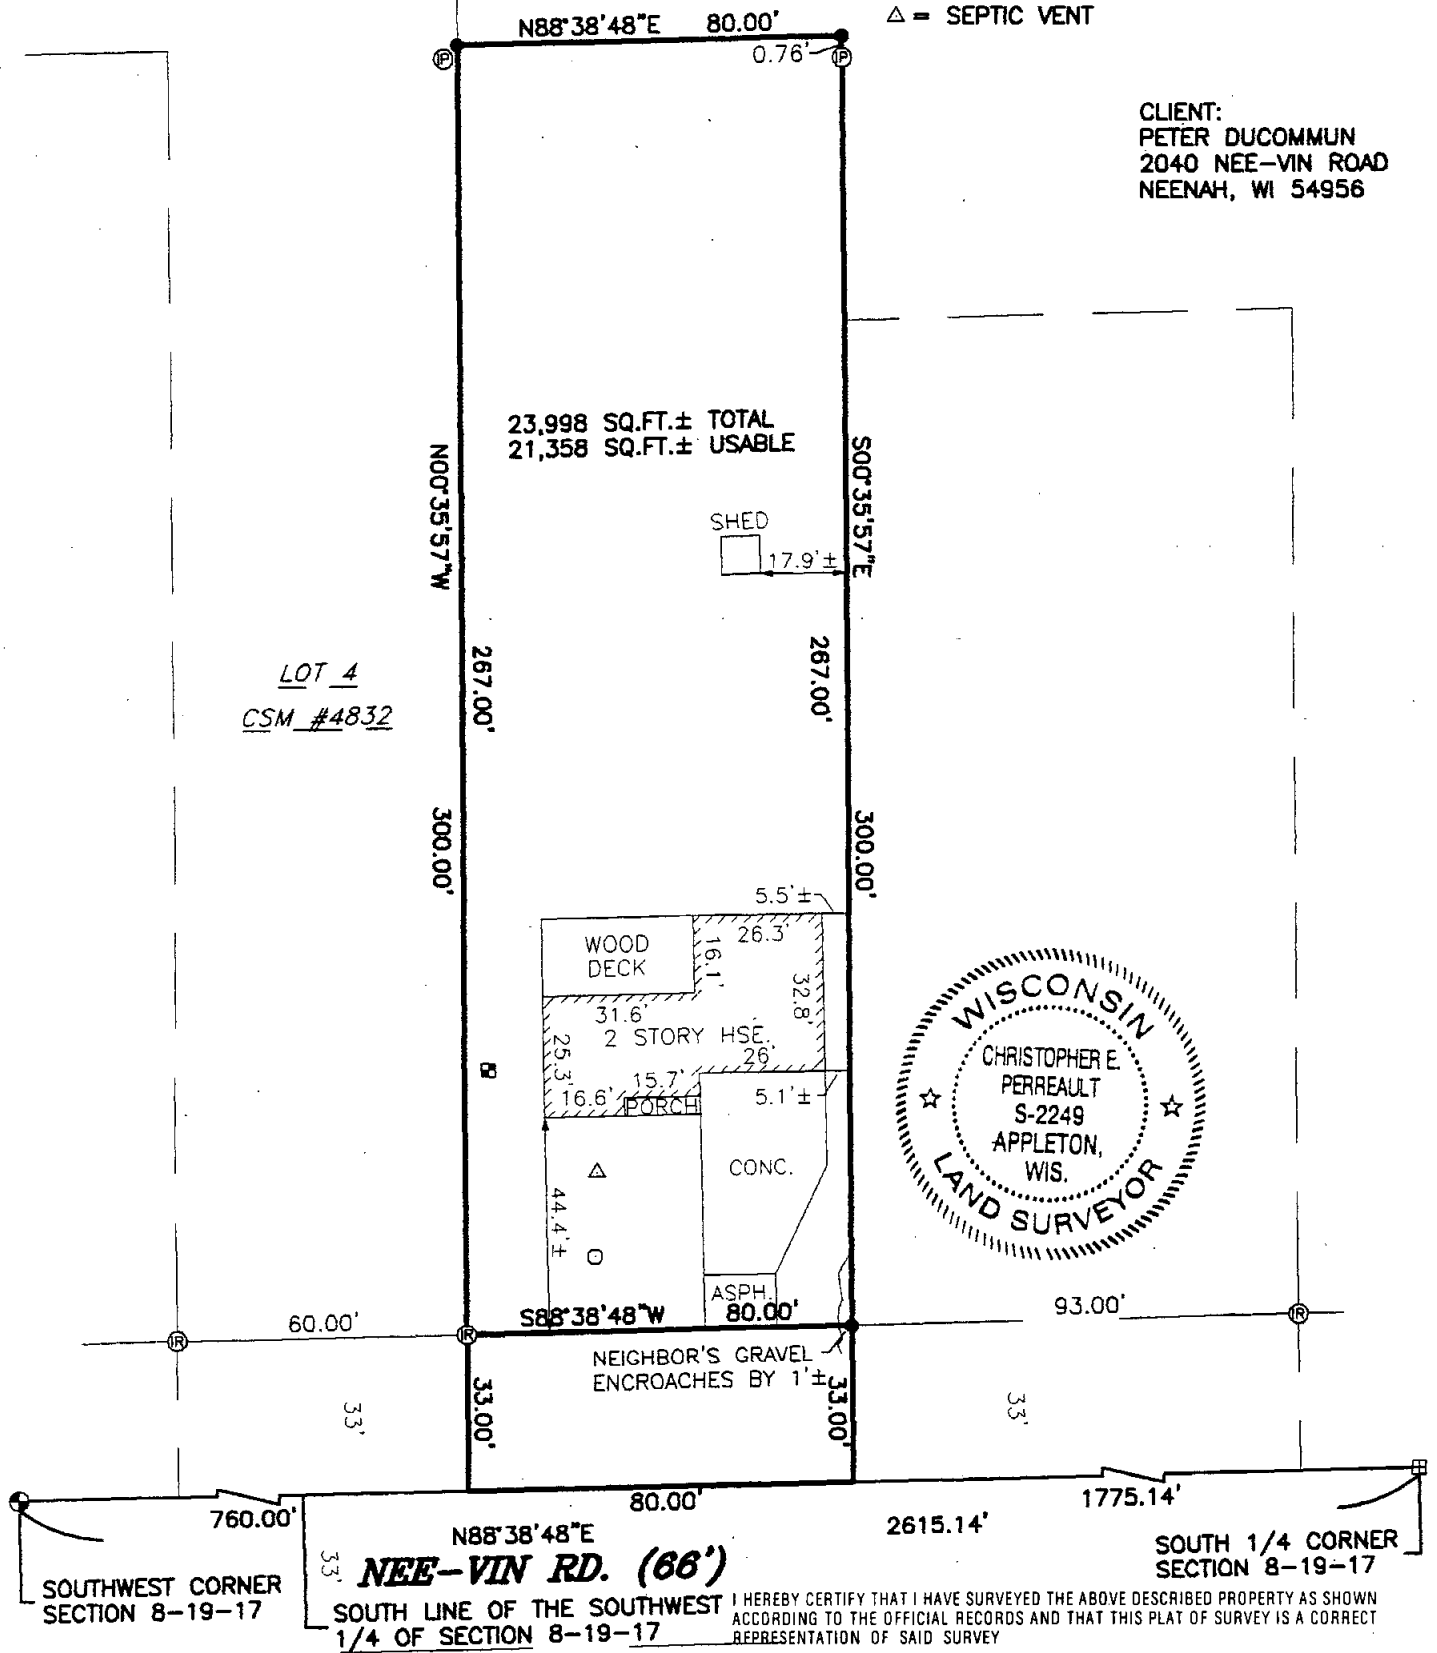 N88°38'48"E 80.00'
△ = SEPTIC VENT
IP
0.76'
IP
CLIENT:
PETER DUCOMMUN
2040 NEE-VIN ROAD
NEENAH, WI 54956
23,998 SQ.FT.± TOTAL
21,358 SQ.FT.± USABLE
N00°35'57"W
S00°35'57"E
SHED
17.9'±
LOT 4
CSM #4832
267.00'
267.00'
300.00'
300.00'
5.5'±
WOOD
DECK
26.3'
16.1'
32.8'
31.6'
2 STORY HSE.
26'
25.3'
15.7'
16.6'
PORCH
5.1'±
CONC.
44.4'±
ASPH.
WISCONSIN
CHRISTOPHER E.
PERREAULT
S-2249
APPLETON,
WIS.
LAND SURVEYOR
S88°38'48"W 80.00'
60.00'
93.00'
IR
IR
IR
NEIGHBOR'S GRAVEL
ENCROACHES BY 1'±
33'
33.00'
33.00'
33'
760.00'
80.00'
1775.14'
N88°38'48"E
2615.14'
33'
NEE-VIN RD. (66')
SOUTHWEST CORNER
SECTION 8-19-17
SOUTH LINE OF THE SOUTHWEST
1/4 OF SECTION 8-19-17
SOUTH 1/4 CORNER
SECTION 8-19-17
I HEREBY CERTIFY THAT I HAVE SURVEYED THE ABOVE DESCRIBED PROPERTY AS SHOWN
ACCORDING TO THE OFFICIAL RECORDS AND THAT THIS PLAT OF SURVEY IS A CORRECT
REPRESENTATION OF SAID SURVEY